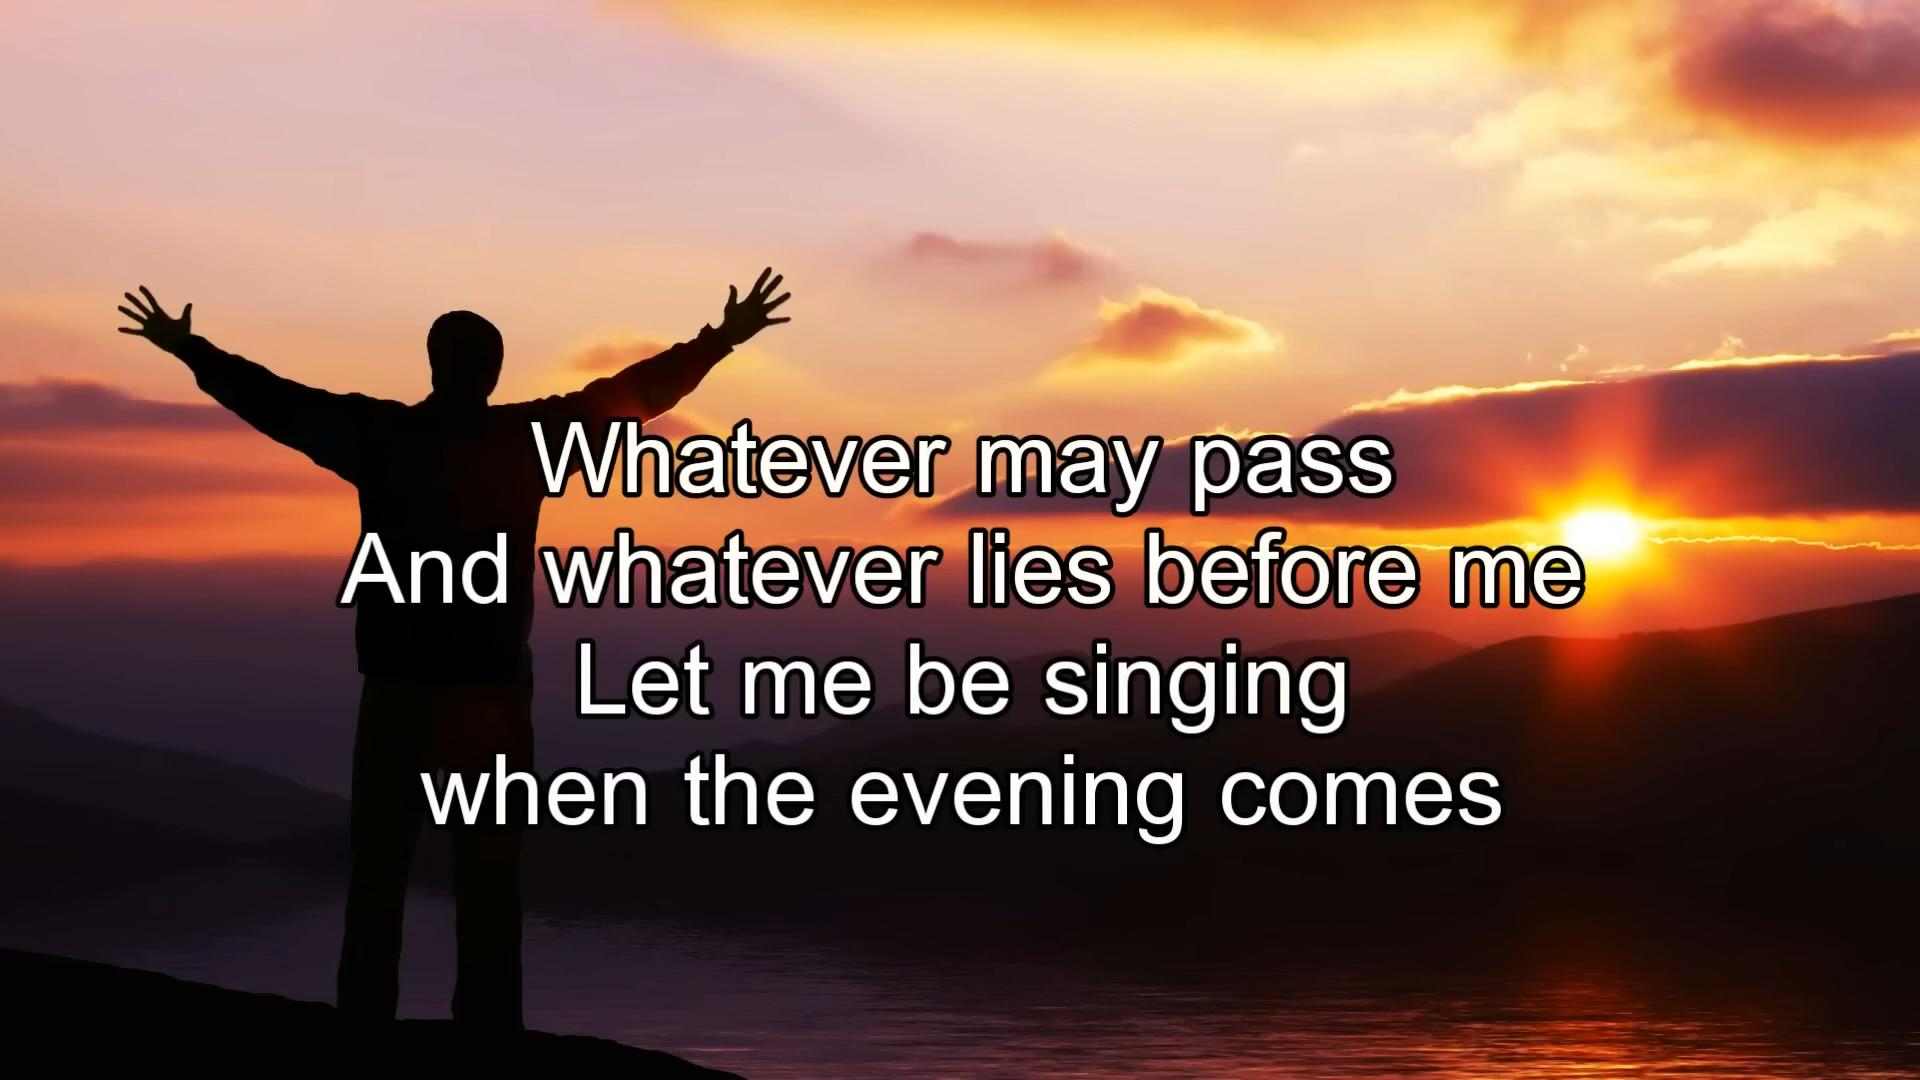 Whatever may pass
And whatever lies before me
Let me be singing
when the evening comes